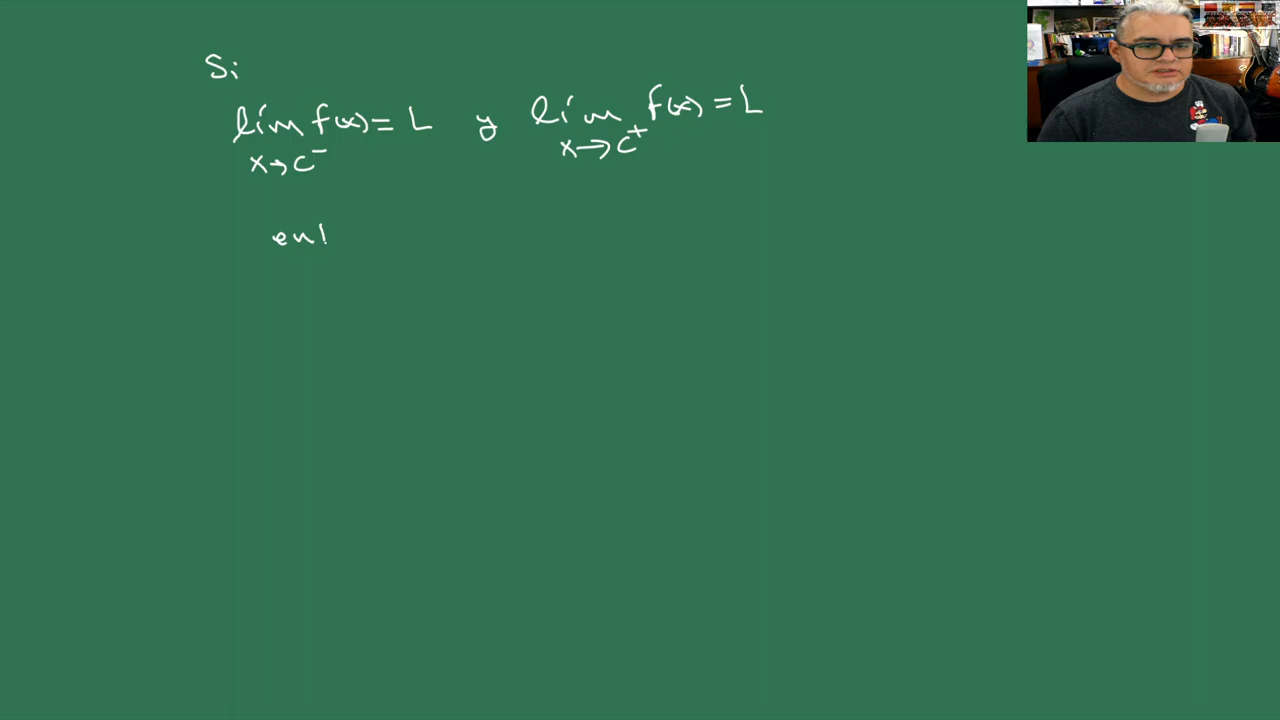 Si
lím f(x) = L y lím f(x) = L
x→c⁻ x→c⁺
ent